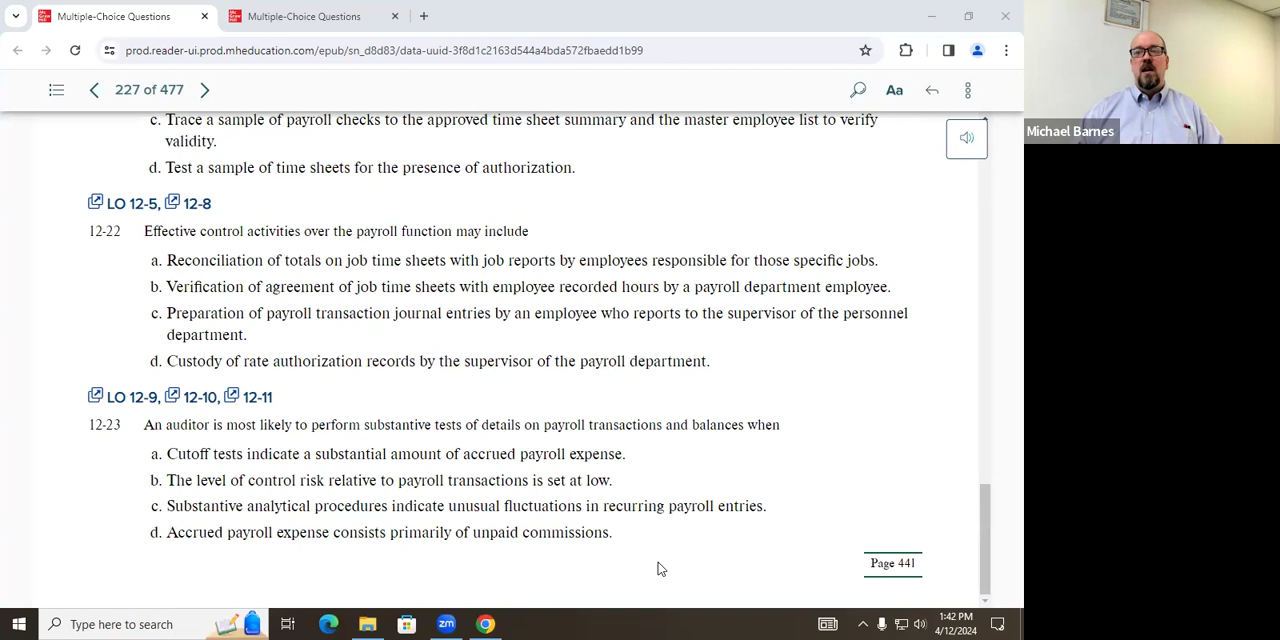 Multiple-Choice Questions
Multiple-Choice Questions
prod.reader-ui.prod.mheducation.com/epub/sn_d8d83/data-uuid-3f8d1c2163d544a4bda572fbaedd1b99
227 of 477
Aa
c. Trace a sample of payroll checks to the approved time sheet summary and the master employee list to verify
validity.
d. Test a sample of time sheets for the presence of authorization.
LO 12-5, 12-8
12-22 Effective control activities over the payroll function may include
a. Reconciliation of totals on job time sheets with job reports by employees responsible for those specific jobs.
b. Verification of agreement of job time sheets with employee recorded hours by a payroll department employee.
c. Preparation of payroll transaction journal entries by an employee who reports to the supervisor of the personnel
department.
d. Custody of rate authorization records by the supervisor of the payroll department.
LO 12-9, 12-10, 12-11
12-23 An auditor is most likely to perform substantive tests of details on payroll transactions and balances when
a. Cutoff tests indicate a substantial amount of accrued payroll expense.
b. The level of control risk relative to payroll transactions is set at low.
c. Substantive analytical procedures indicate unusual fluctuations in recurring payroll entries.
d. Accrued payroll expense consists primarily of unpaid commissions.
Page 441
Michael Barnes
Type here to search
zm
1:42 PM
4/12/2024